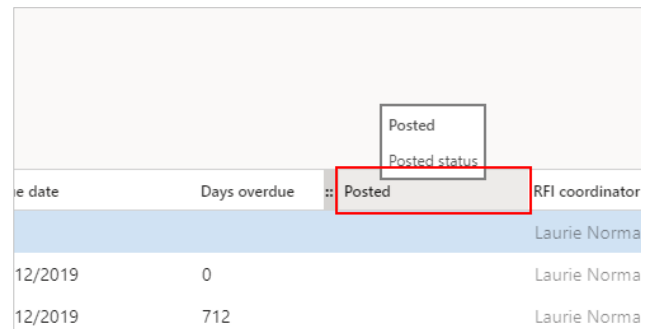 Posted
Posted status
e date Days overdue :: Posted RFI coordinator
Laurie Norma
12/2019 0 Laurie Norma
12/2019 712 Laurie Norma